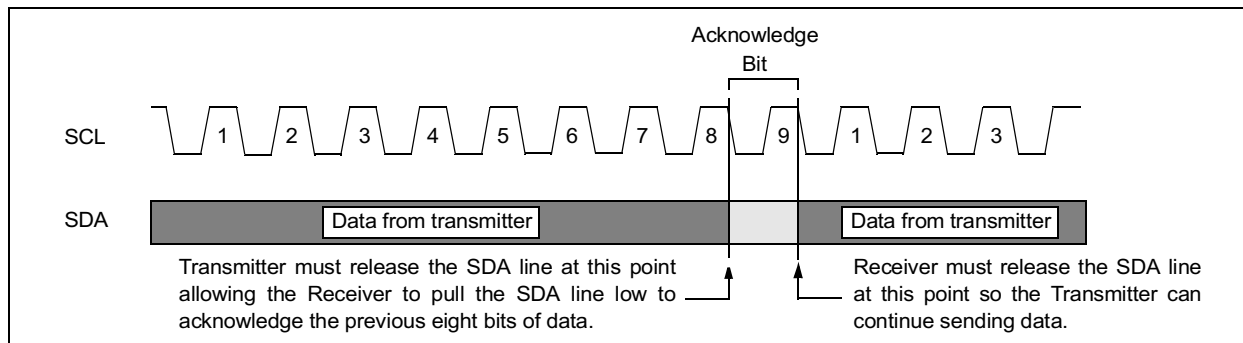 Acknowledge
Bit
SCL
1 2 3 4 5 6 7 8 9 1 2 3
SDA
Data from transmitter
Data from transmitter
Transmitter must release the SDA line at this point
allowing the Receiver to pull the SDA line low to
acknowledge the previous eight bits of data.
Receiver must release the SDA line
at this point so the Transmitter can
continue sending data.